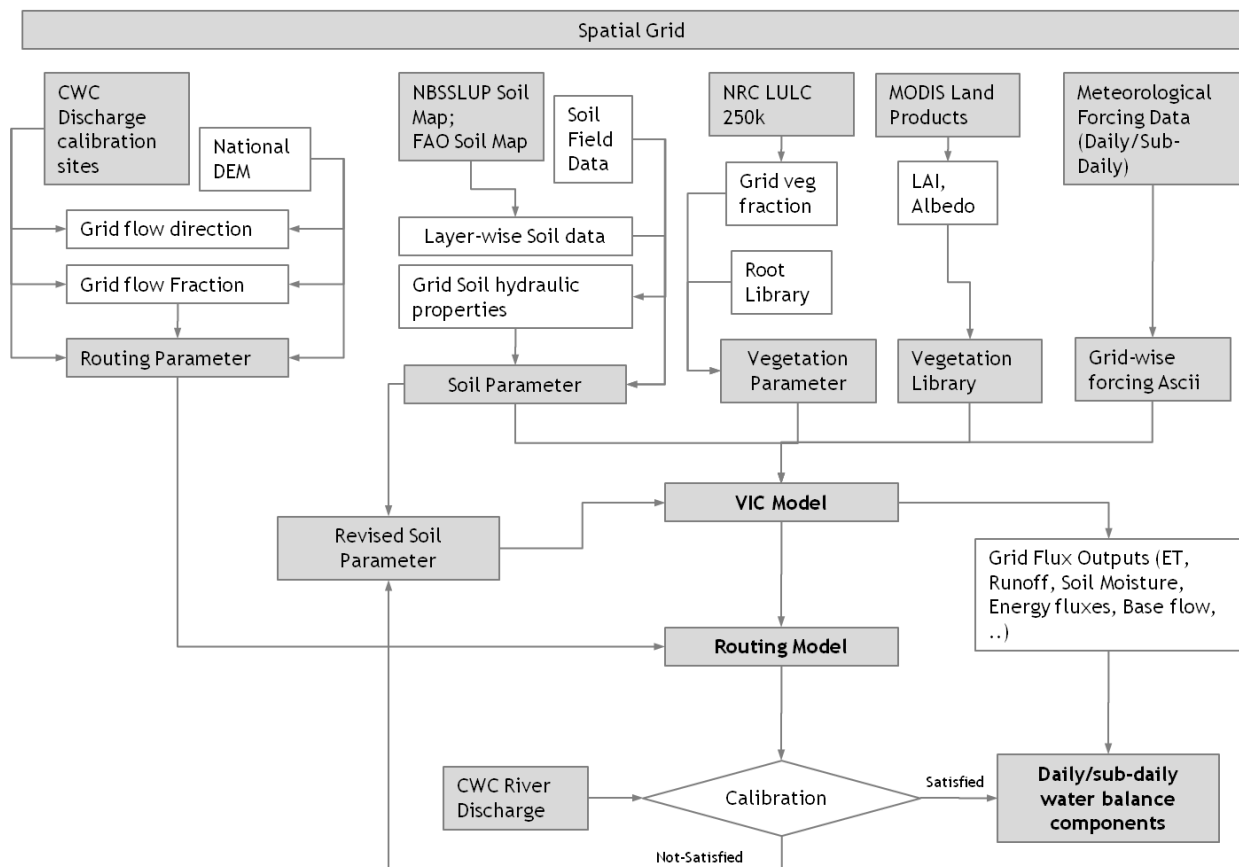 Spatial Grid
CWC
Discharge
calibration
sites
National
DEM
NBSSLUP Soil
Map;
FAO Soil Map
Soil
Field
Data
NRC LULC
250k
MODIS Land
Products
Meteorological
Forcing Data
(Daily/Sub-
Daily)
Grid flow direction
Layer-wise Soil data
Grid veg
fraction
LAI,
Albedo
Grid flow Fraction
Grid Soil hydraulic
properties
Root
Library
Routing Parameter
Soil Parameter
Vegetation
Parameter
Vegetation
Library
Grid-wise
forcing Ascii
VIC Model
Revised Soil
Parameter
Grid Flux Outputs (ET,
Runoff, Soil Moisture,
Energy fluxes, Base flow,
..)
Routing Model
CWC River
Discharge
Calibration
Satisfied
Daily/sub-daily
water balance
components
Not-Satisfied